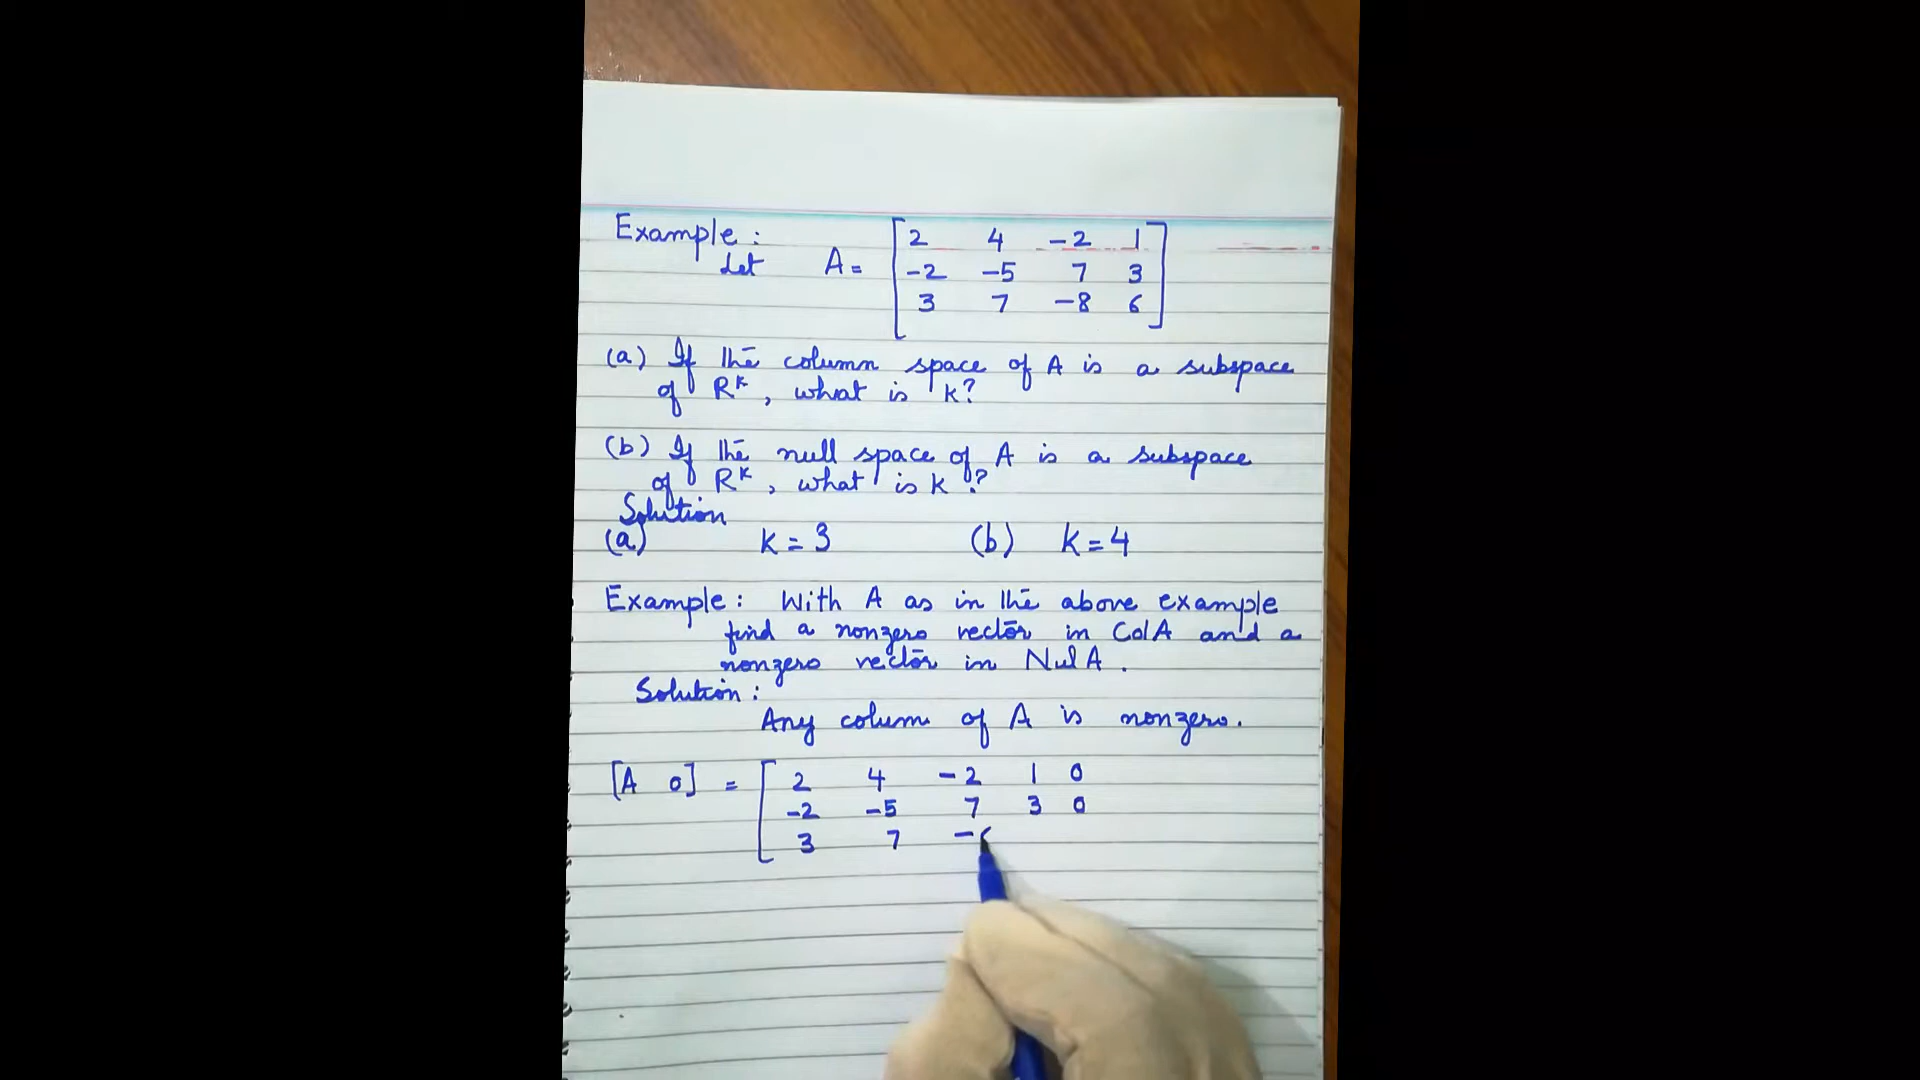 Example :
Let A = [ 2 4 -2 1
-2 -5 7 3
3 7 -8 6 ]
(a) If the column space of A is a subspace
of R^k, what is k?
(b) If the null space of A is a subspace
of R^k, what is k ?
Solution
(a) k = 3 (b) k = 4
Example : With A as in the above example
find a nonzero vector in Col A and a
nonzero vector in Nul A .
Solution :
Any column of A is nonzero.
[A 0] = [ 2 4 -2 1 0
-2 -5 7 3 0
3 7 -